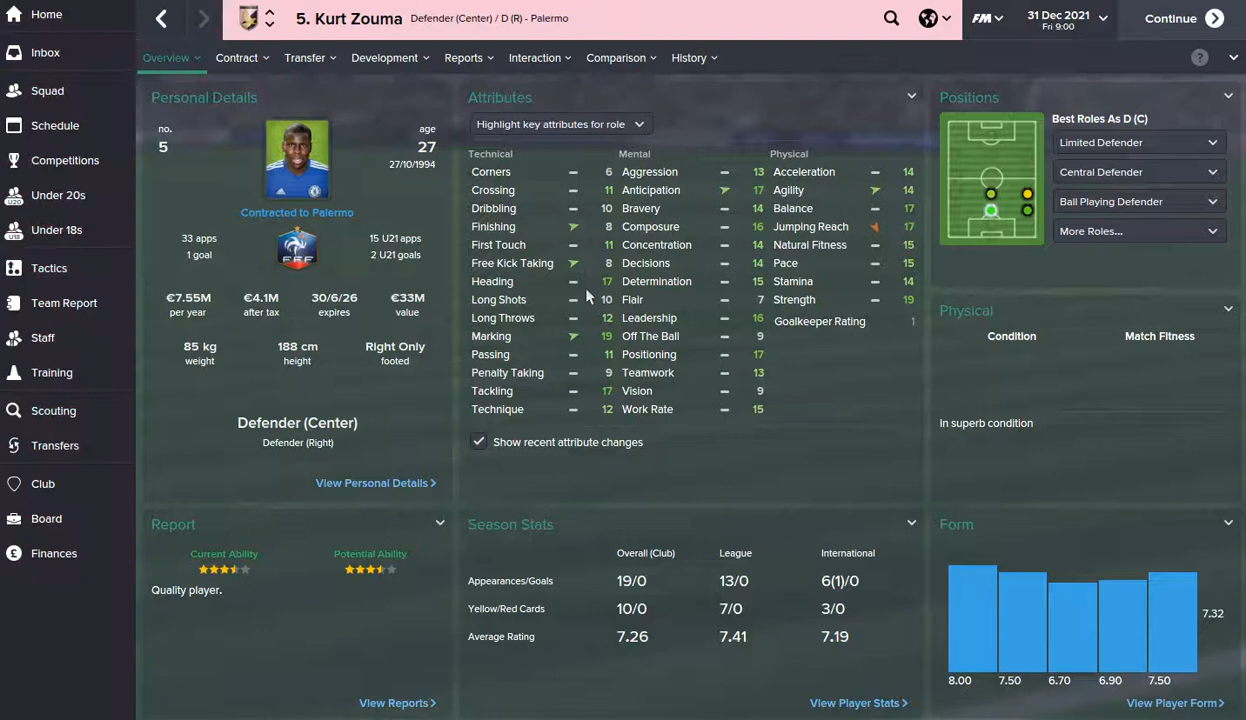 Home
Inbox
Squad
Schedule
Competitions
Under 20s
U20
Under 18s
U18
Tactics
Team Report
Staff
Training
Scouting
Transfers
Club
Board
Finances
5. Kurt Zouma Defender (Center) / D (R) - Palermo
FM
31 Dec 2021
Fri 9:00
Continue
Overview Contract Transfer Development Reports Interaction Comparison History
?
Personal Details
no.
5
age
27
27/10/1994
Contracted to Palermo
33 apps
1 goal
FFF
15 U21 apps
2 U21 goals
€7.55M €4.1M 30/6/26 €33M
per year after tax expires value
85 kg 188 cm Right Only
weight height footed
Defender (Center)
Defender (Right)
View Personal Details >
Attributes
Highlight key attributes for role
Technical Mental Physical
Corners 6 Aggression 13 Acceleration 14
Crossing 11 Anticipation 17 Agility 14
Dribbling 10 Bravery 14 Balance 17
Finishing 8 Composure 16 Jumping Reach 17
First Touch 11 Concentration 14 Natural Fitness 15
Free Kick Taking 8 Decisions 14 Pace 15
Heading 17 Determination 15 Stamina 14
Long Shots 10 Flair 7 Strength 19
Long Throws 12 Leadership 16 Goalkeeper Rating 1
Marking 19 Off The Ball 9
Passing 11 Positioning 17
Penalty Taking 9 Teamwork 13
Tackling 17 Vision 9
Technique 12 Work Rate 15
Show recent attribute changes
Positions
Best Roles As D (C)
Limited Defender
Central Defender
Ball Playing Defender
More Roles...
Physical
Condition Match Fitness
In superb condition
Report
Current Ability Potential Ability
Quality player.
View Reports >
Season Stats
Overall (Club) League International
Appearances/Goals 19/0 13/0 6(1)/0
Yellow/Red Cards 10/0 7/0 3/0
Average Rating 7.26 7.41 7.19
View Player Stats >
Form
7.32
8.00 7.50 6.70 6.90 7.50
View Player Form >